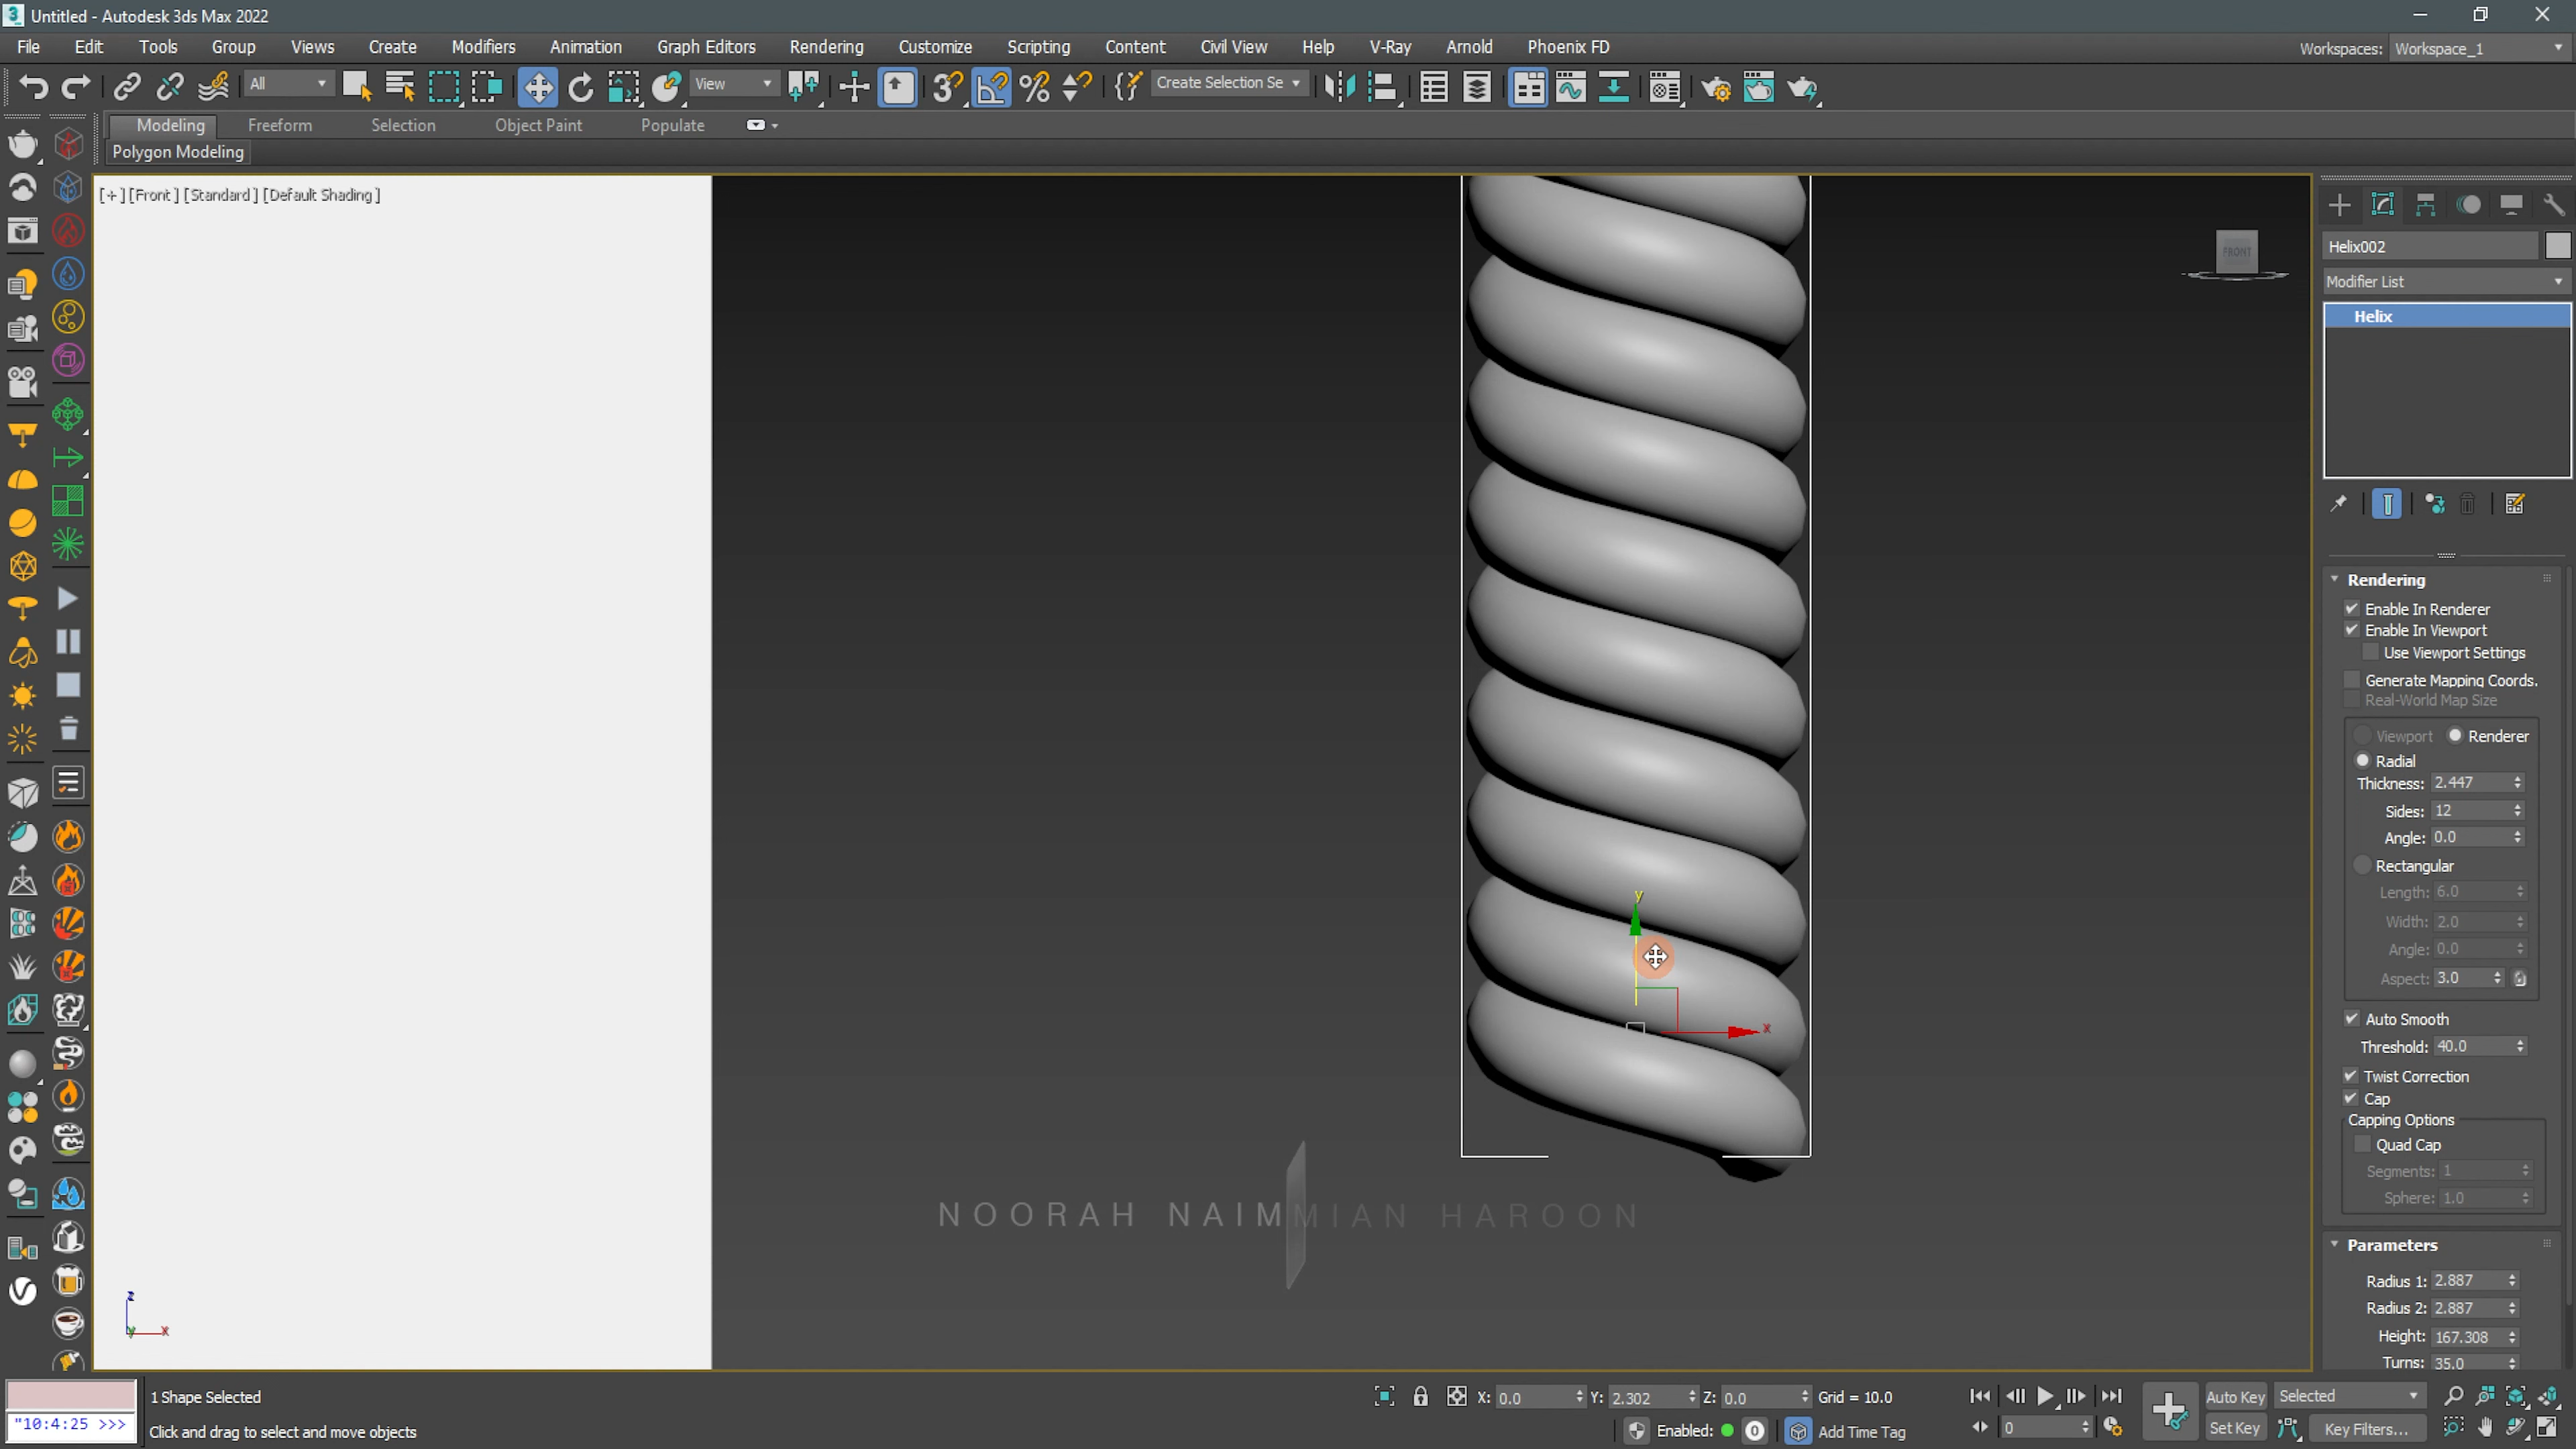 Untitled - Autodesk 3ds Max 2022
File Edit Tools Group Views Create Modifiers Animation Graph Editors Rendering Customize Scripting Content Civil View Help V-Ray Arnold Phoenix FD
Workspaces: Workspace_1
All View Create Selection Se
Modeling Freeform Selection Object Paint Populate
Polygon Modeling
[+] [Front] [Standard] [Default Shading]
FRONT
Helix002
Modifier List
Helix
Rendering
Enable In Renderer
Enable In Viewport
Use Viewport Settings
Generate Mapping Coords.
Real-World Map Size
Viewport Renderer
Radial
Thickness: 2.447
Sides: 12
Angle: 0.0
Rectangular
Length: 6.0
Width: 2.0
Angle: 0.0
Aspect: 3.0
Auto Smooth
Threshold: 40.0
Twist Correction
Cap
Capping Options
Quad Cap
Segments: 1
Sphere: 1.0
Parameters
Radius 1: 2.887
Radius 2: 2.887
Height: 167.308
Turns: 35.0
y
x
NOORAH NAIMMIAN HAROON
z
y x
"10:4:25 >>>
1 Shape Selected
Click and drag to select and move objects
X: 0.0 Y: 2.302 Z: 0.0 Grid = 10.0
Enabled: 0 Add Time Tag
0
Auto Key Selected
Set Key Key Filters...